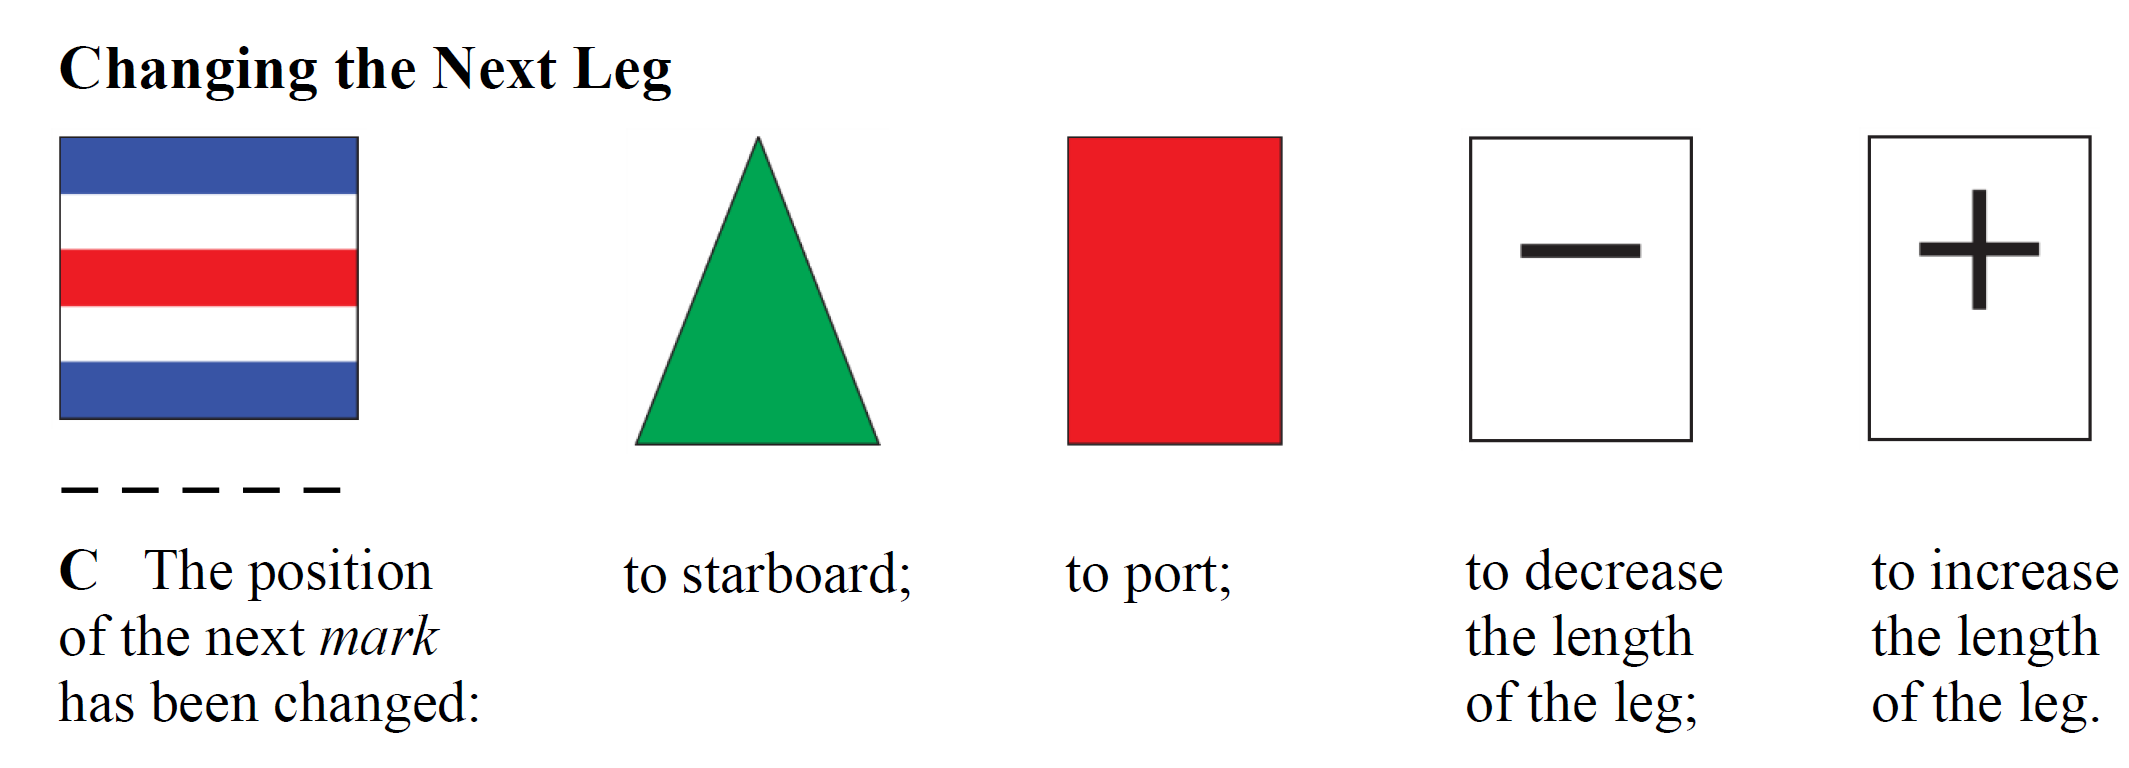 Changing the Next Leg
−
+
C The position
of the next mark
has been changed:
to starboard;
to port;
to decrease
the length
of the leg;
to increase
the length
of the leg.